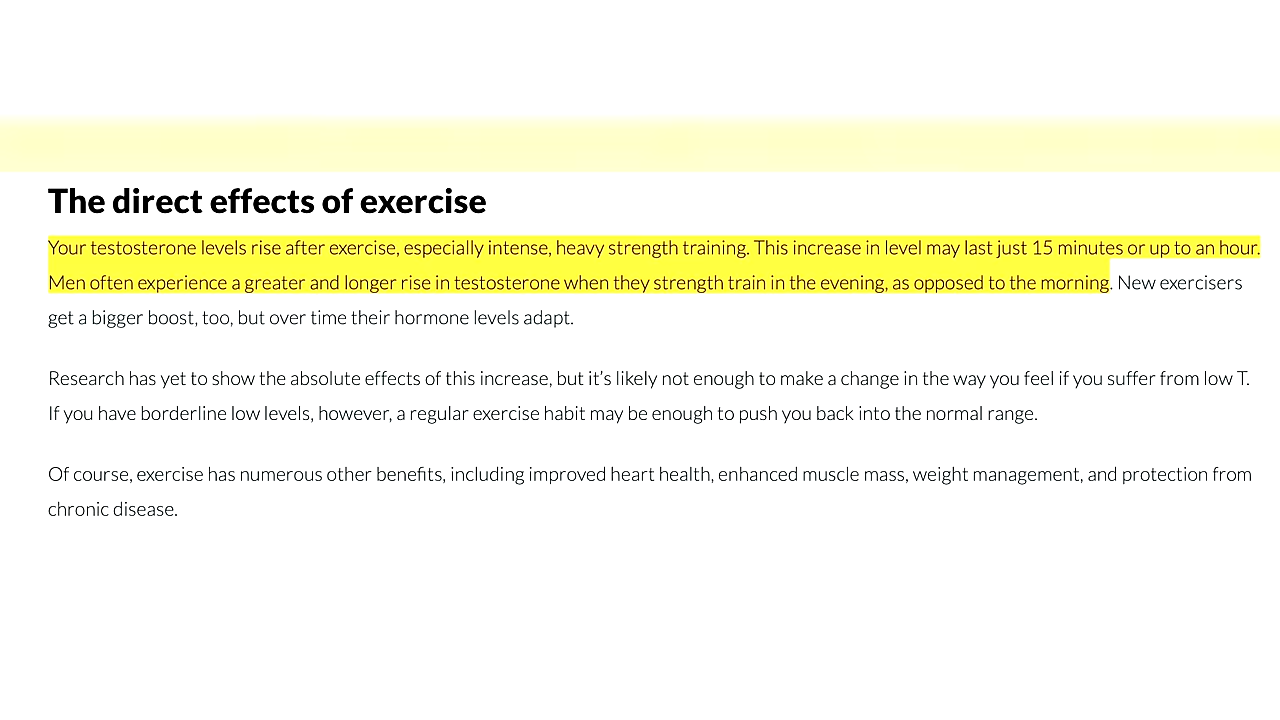 The direct effects of exercise
Your testosterone levels rise after exercise, especially intense, heavy strength training. This increase in level may last just 15 minutes or up to an hour.
Men often experience a greater and longer rise in testosterone when they strength train in the evening, as opposed to the morning. New exercisers
get a bigger boost, too, but over time their hormone levels adapt.
Research has yet to show the absolute effects of this increase, but it’s likely not enough to make a change in the way you feel if you suffer from low T.
If you have borderline low levels, however, a regular exercise habit may be enough to push you back into the normal range.
Of course, exercise has numerous other benefits, including improved heart health, enhanced muscle mass, weight management, and protection from
chronic disease.